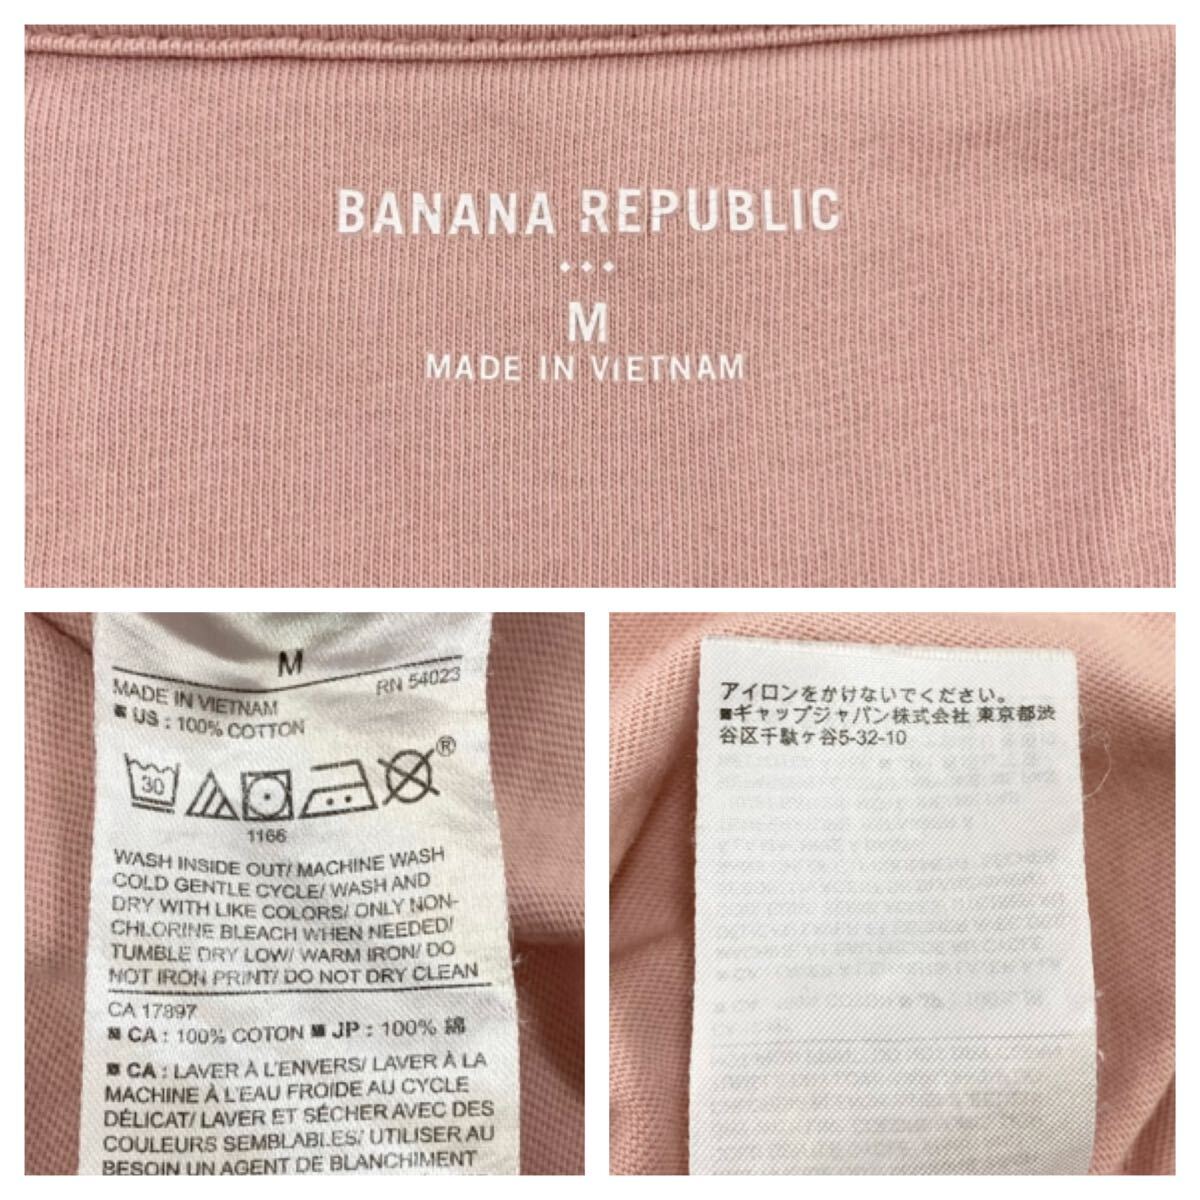 BANANA REPUBLIC
M
MADE IN VIETNAM
M
MADE IN VIETNAM RN 54023
■ US : 100% COTTON
30
®
1166
WASH INSIDE OUT/ MACHINE WASH
COLD GENTLE CYCLE/ WASH AND
DRY WITH LIKE COLORS/ ONLY NON-
CHLORINE BLEACH WHEN NEEDED/
TUMBLE DRY LOW/ WARM IRON/ DO
NOT IRON PRINT/ DO NOT DRY CLEAN
CA 17897
■ CA : 100% COTON ■ JP : 100% 綿
■ CA : LAVER À L'ENVERS/ LAVER À LA
MACHINE À L'EAU FROIDE AU CYCLE
DÉLICAT/ LAVER ET SÉCHER AVEC DES
COULEURS SEMBLABLES/ UTILISER AU
BESOIN UN AGENT DE BLANCHIMENT
アイロンをかけないでください。
■ギャップジャパン株式会社 東京都渋
谷区千駄ヶ谷5-32-10